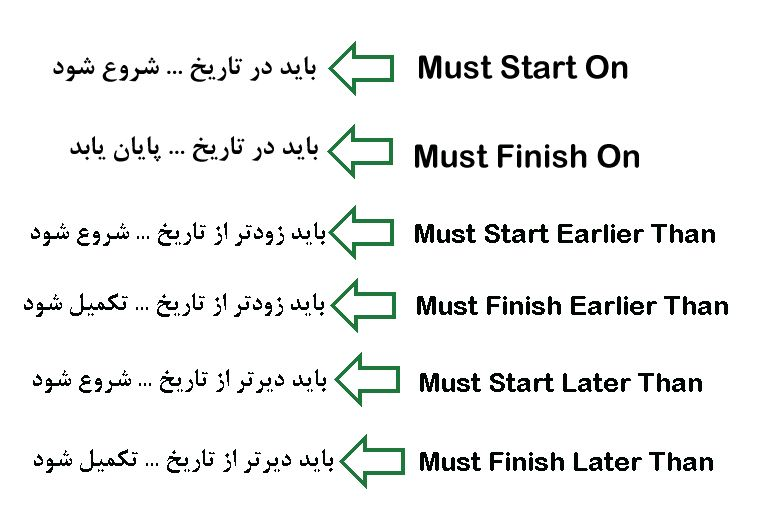 Must Start On باید در تاریخ ... شروع شود
Must Finish On باید در تاریخ ... پایان یابد
Must Start Earlier Than باید زودتر از تاریخ ... شروع شود
Must Finish Earlier Than باید زودتر از تاریخ ... تکمیل شود
Must Start Later Than باید دیرتر از تاریخ ... شروع شود
Must Finish Later Than باید دیرتر از تاریخ ... تکمیل شود